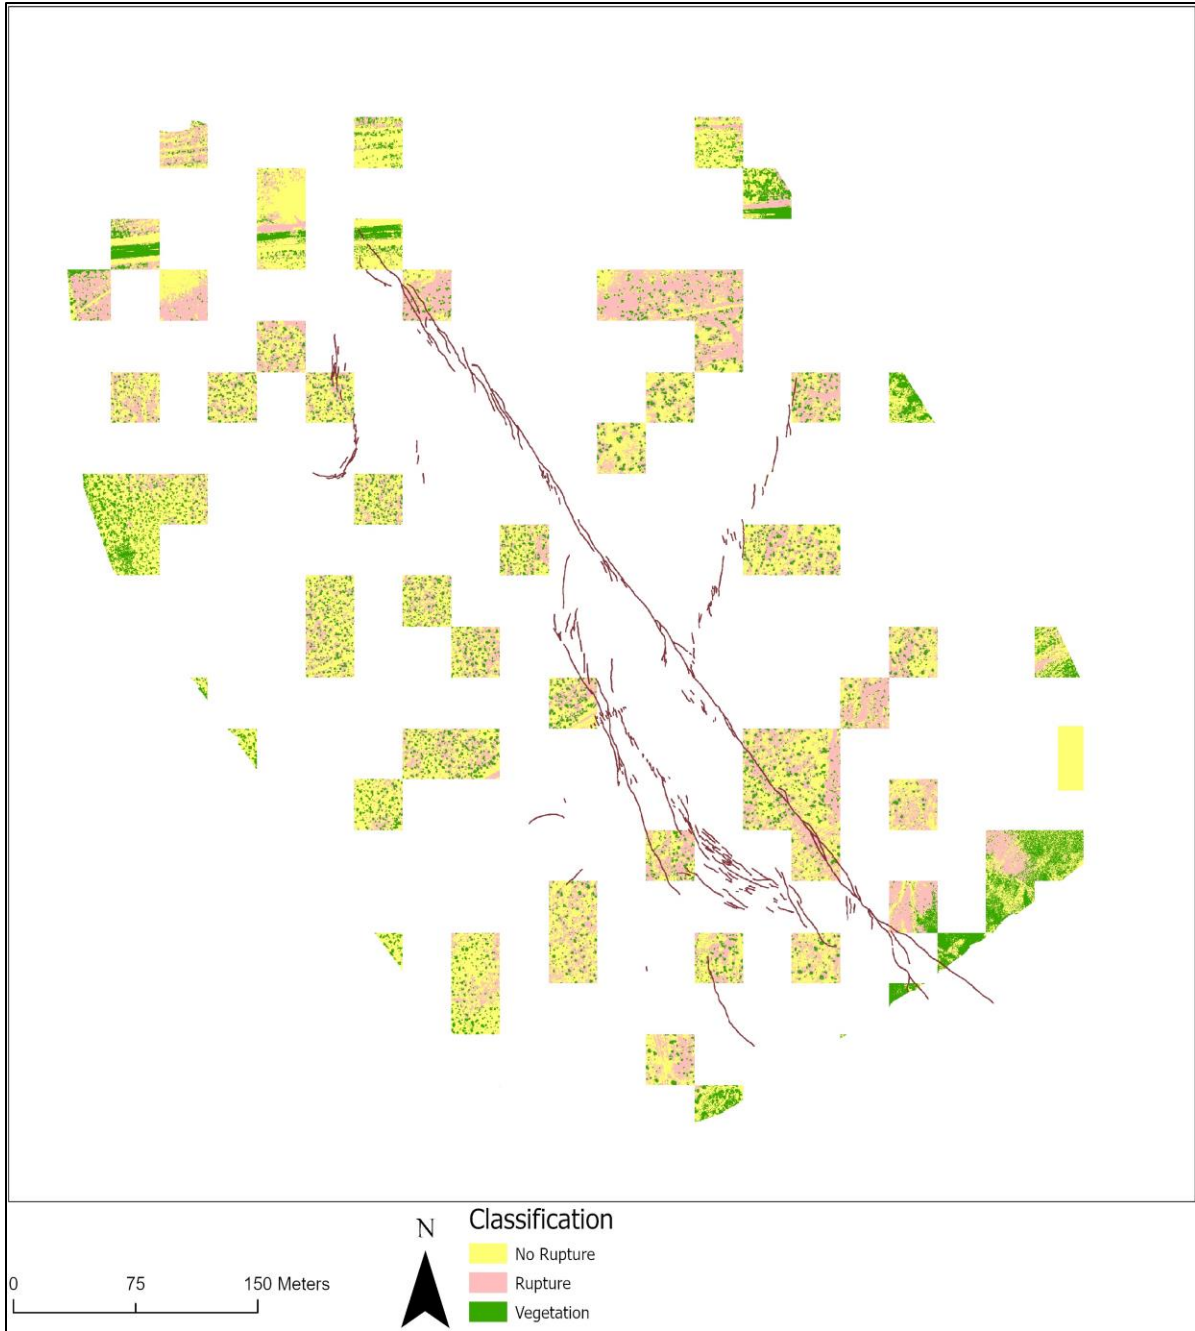 N
Classification
No Rupture
Rupture
Vegetation
0 75 150 Meters